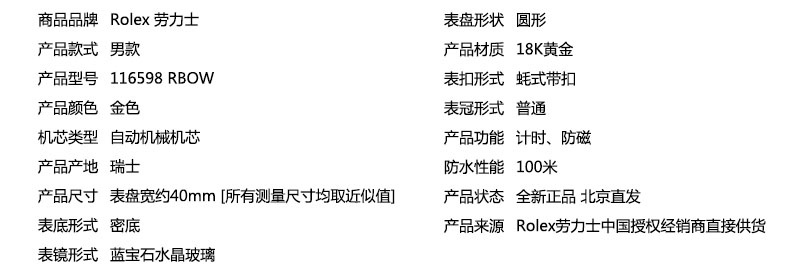 商品品牌 Rolex 劳力士
产品款式 男款
产品型号 116598 RBOW
产品颜色 金色
机芯类型 自动机械机芯
产品产地 瑞士
产品尺寸 表盘宽约40mm [所有测量尺寸均取近似值]
表底形式 密底
表镜形式 蓝宝石水晶玻璃
表盘形状 圆形
产品材质 18K黄金
表扣形式 蚝式带扣
表冠形式 普通
产品功能 计时、防磁
防水性能 100米
产品状态 全新正品 北京直发
产品来源 Rolex劳力士中国授权经销商直接供货